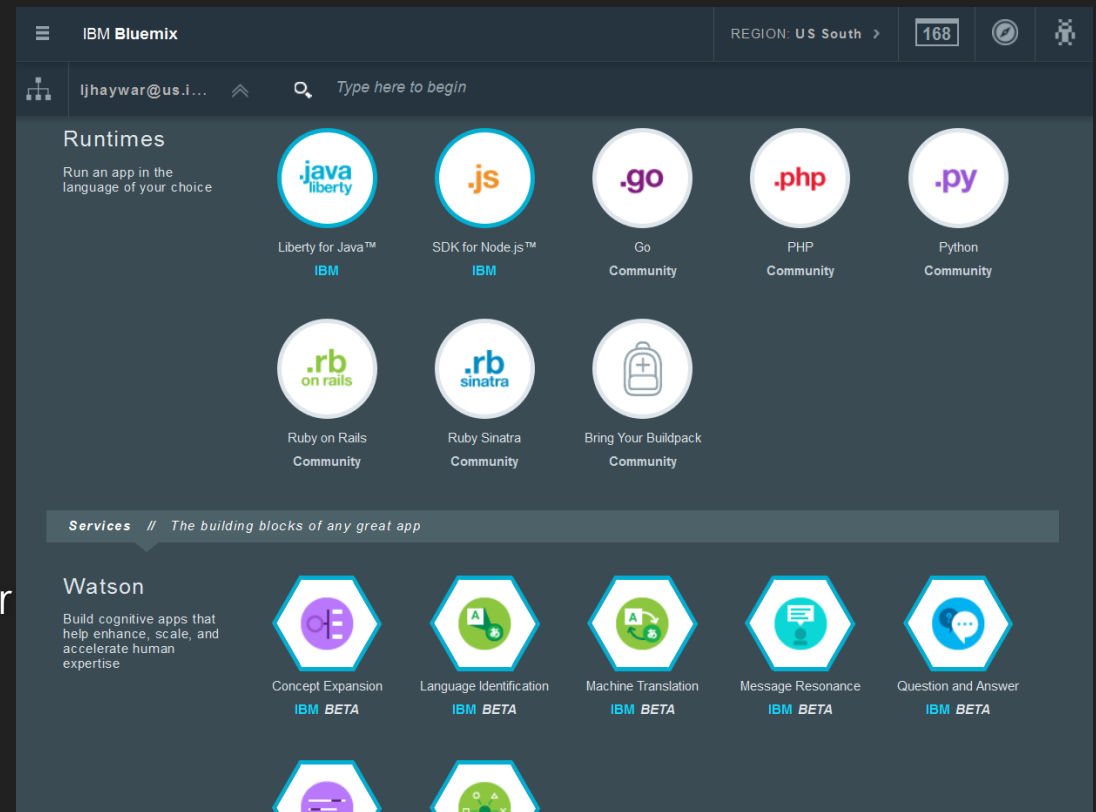 IBM Bluemix
REGION: US South
168
ljhaywar@us.i...
Type here to begin
Runtimes
Run an app in the
language of your choice
.java
liberty
.js
.go
.php
.py
Liberty for Java™
SDK for Node.js™
Go
PHP
Python
IBM
IBM
Community
Community
Community
.rb
on rails
.rb
sinatra
Ruby on Rails
Ruby Sinatra
Bring Your Buildpack
Community
Community
Community
Services // The building blocks of any great app
Watson
r
Build cognitive apps that
help enhance, scale, and
accelerate human
expertise
A
あ
A
あ
Concept Expansion
Language Identification
Machine Translation
Message Resonance
Question and Answer
IBM BETA
IBM BETA
IBM BETA
IBM BETA
IBM BETA